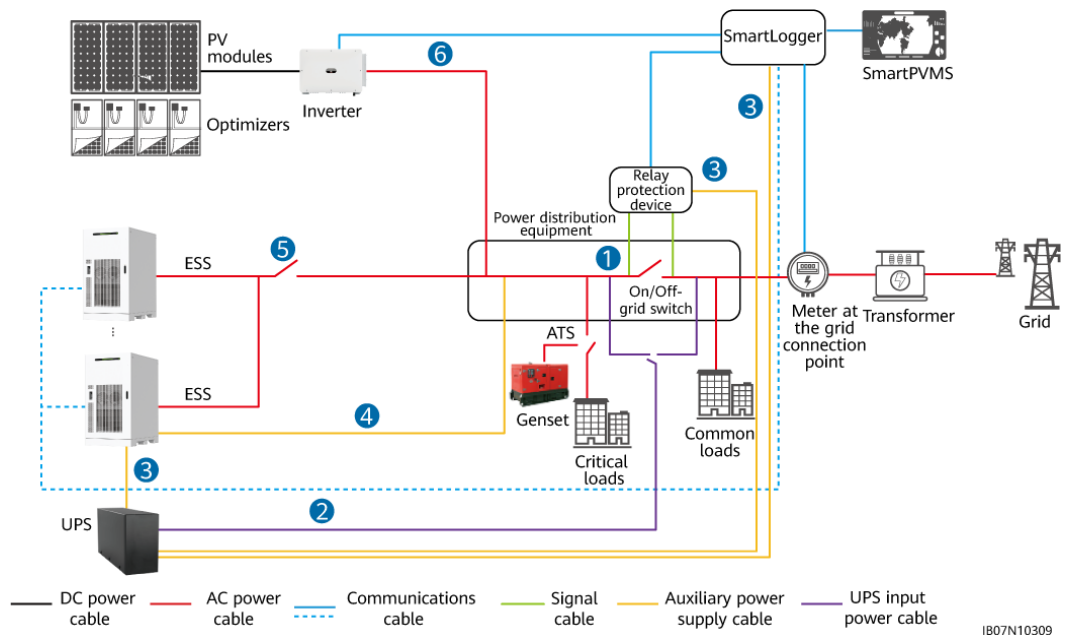 PV
modules
Optimizers
Inverter
6
SmartLogger
SmartPVMS
3
3
Relay
protection
device
Power distribution
equipment
1
On/Off-
grid switch
ESS
5
ATS
Genset
Critical
loads
Common
loads
Meter at
the grid
connection
point
Transformer
Grid
ESS
4
3
UPS
2
DC power
cable
AC power
cable
Communications
cable
Signal
cable
Auxiliary power
supply cable
UPS input
power cable
IB07N10309